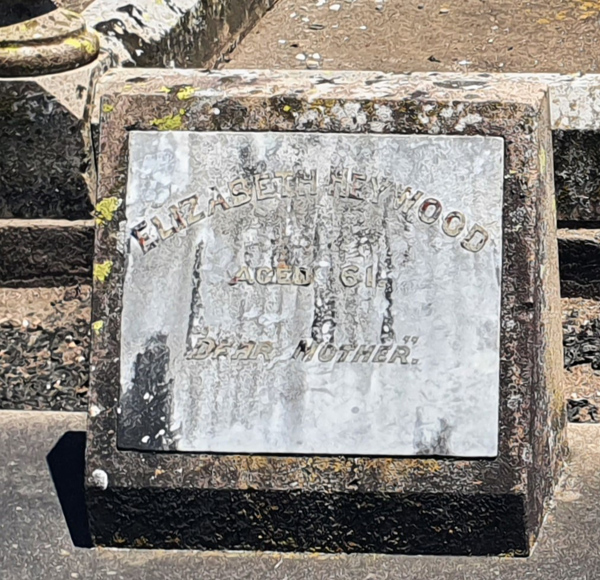 ELIZABETH HEYWOOD
AGED 61.
"DEAR MOTHER".